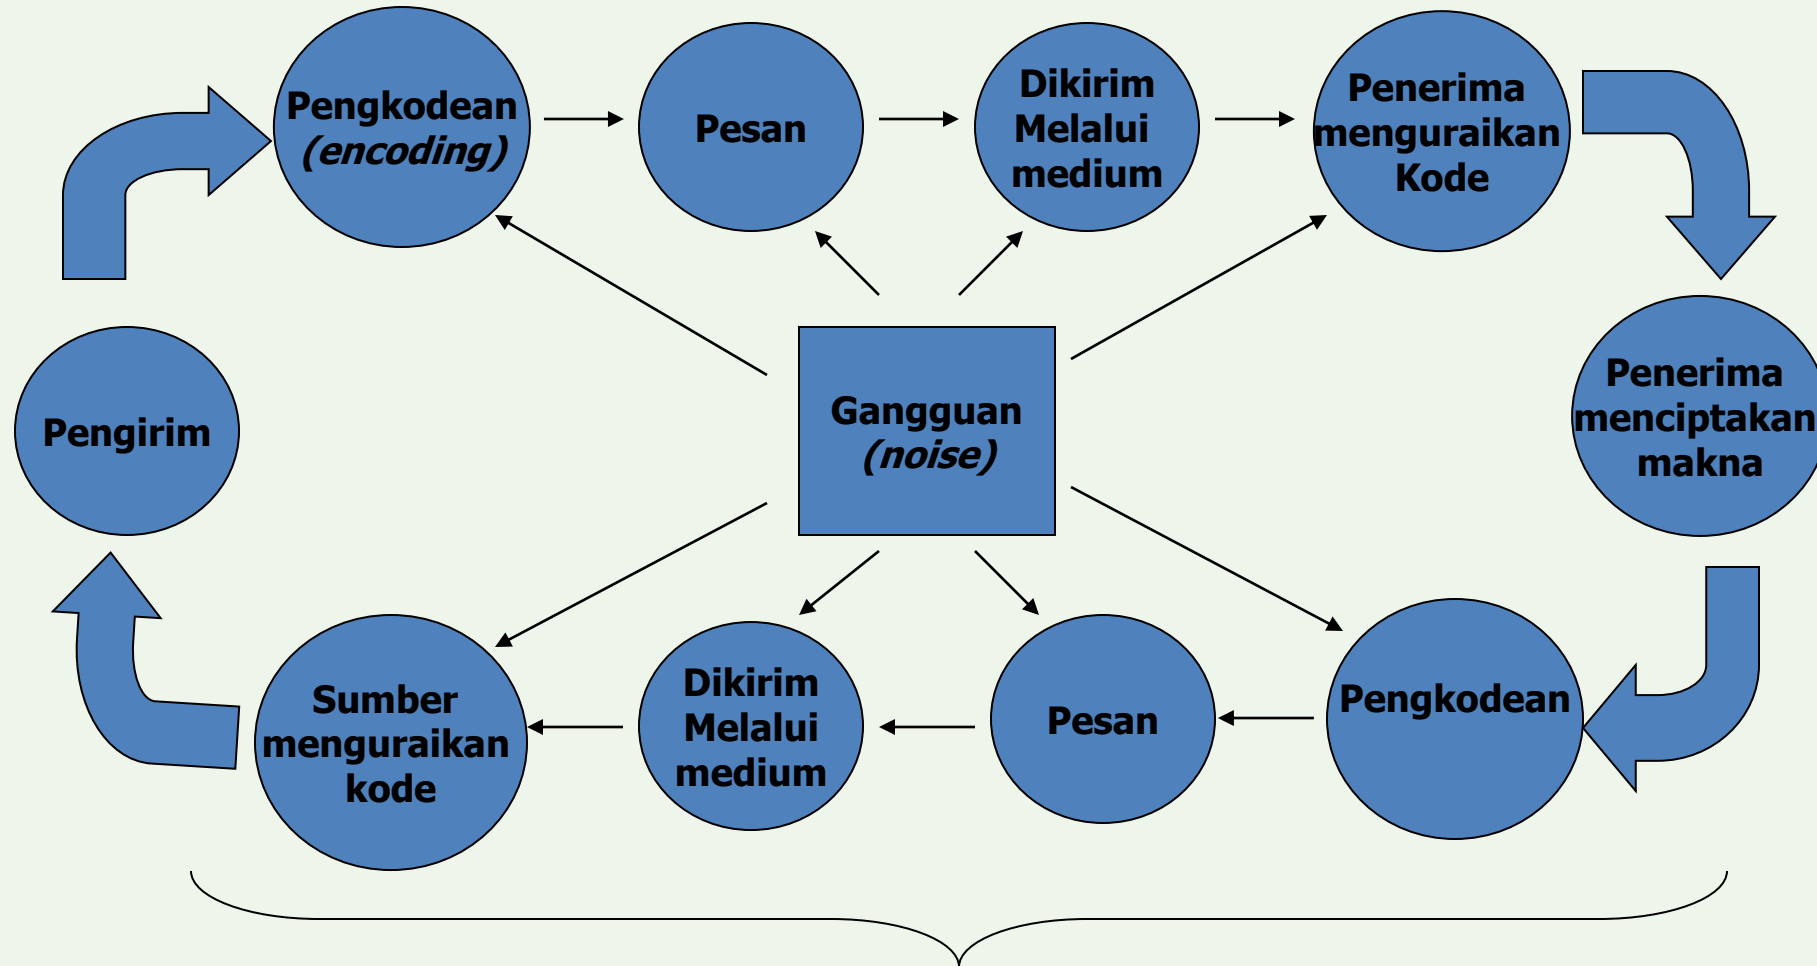 Pengkodean
(encoding)
Pesan
Dikirim
Melalui
medium
Penerima
menguraikan
Kode
Pengirim
Gangguan
(noise)
Penerima
menciptakan
makna
Sumber
menguraikan
kode
Dikirim
Melalui
medium
Pesan
Pengkodean